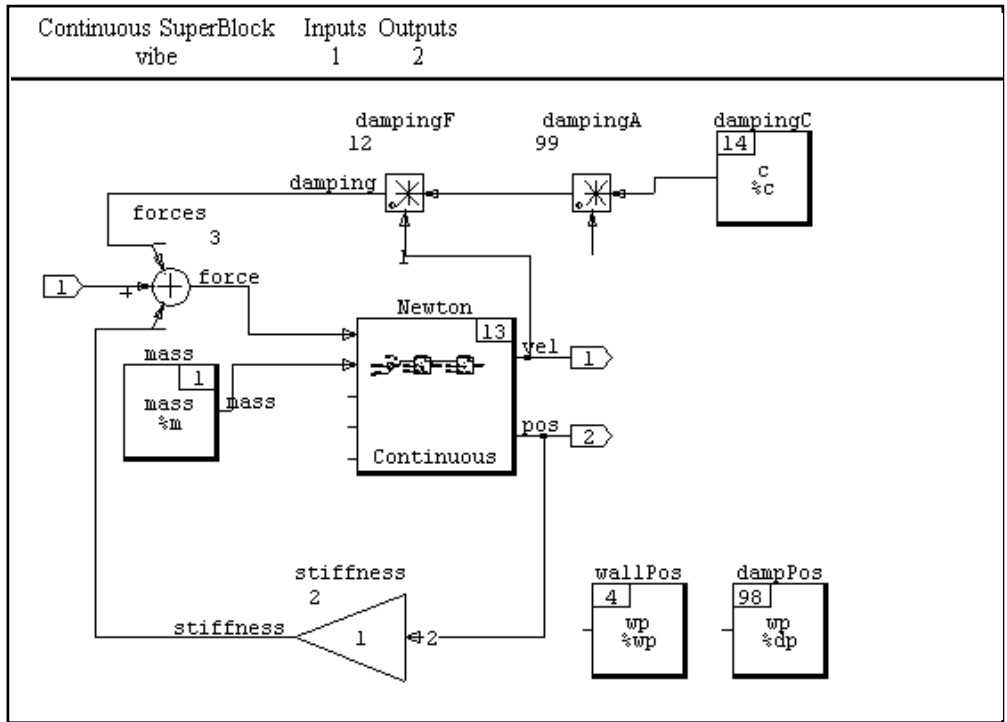 Continuous SuperBlock Inputs Outputs
vibe 1 2
dampingF dampingA dampingC
12 99 14
c
%c
damping
forces
3
1
1
+
force
Newton
13
mass
1
mass
%m
mass
vel
1
pos
2
Continuous
stiffness
2
stiffness
1
2
wallPos dampPos
4 98
wp wp
%wp %dp